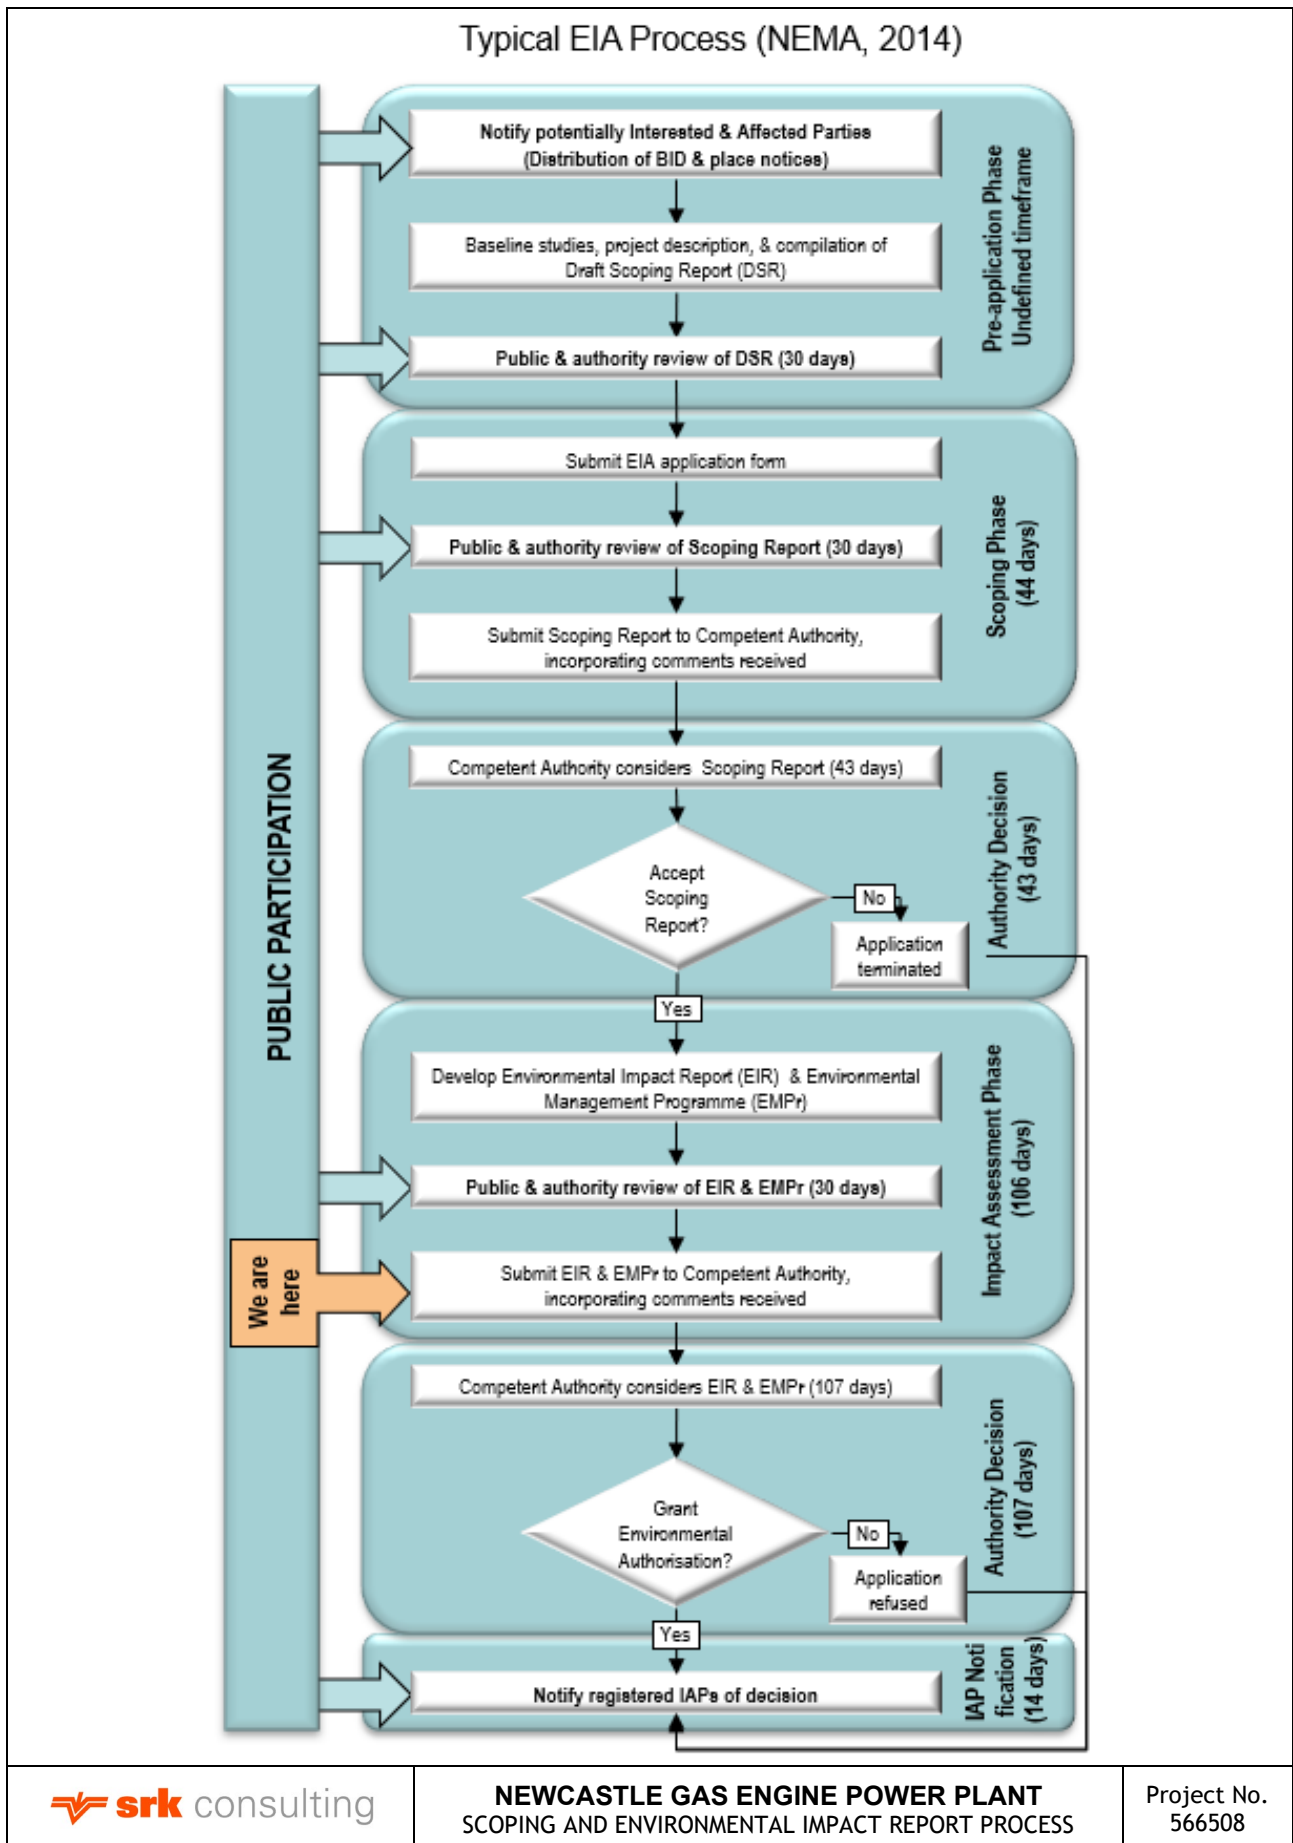 Typical EIA Process (NEMA, 2014)
PUBLIC PARTICIPATION
Notify potentially Interested & Affected Parties
(Distribution of BID & place notices)
Baseline studies, project description, & compilation of
Draft Scoping Report (DSR)
Public & authority review of DSR (30 days)
Pre-application Phase
Undefined timeframe
Submit EIA application form
Public & authority review of Scoping Report (30 days)
Submit Scoping Report to Competent Authority,
incorporating comments received
Scoping Phase
(44 days)
Competent Authority considers Scoping Report (43 days)
Accept
Scoping
Report?
No
Application
terminated
Yes
Authority Decision
(43 days)
Develop Environmental Impact Report (EIR) & Environmental
Management Programme (EMPr)
Public & authority review of EIR & EMPr (30 days)
We are
here
Submit EIR & EMPr to Competent Authority,
incorporating comments received
Impact Assessment Phase
(106 days)
Competent Authority considers EIR & EMPr (107 days)
Grant
Environmental
Authorisation?
No
Application
refused
Yes
Authority Decision
(107 days)
Notify registered IAPs of decision
IAP Noti
fication
(14 days)
srk consulting
NEWCASTLE GAS ENGINE POWER PLANT
SCOPING AND ENVIRONMENTAL IMPACT REPORT PROCESS
Project No.
566508